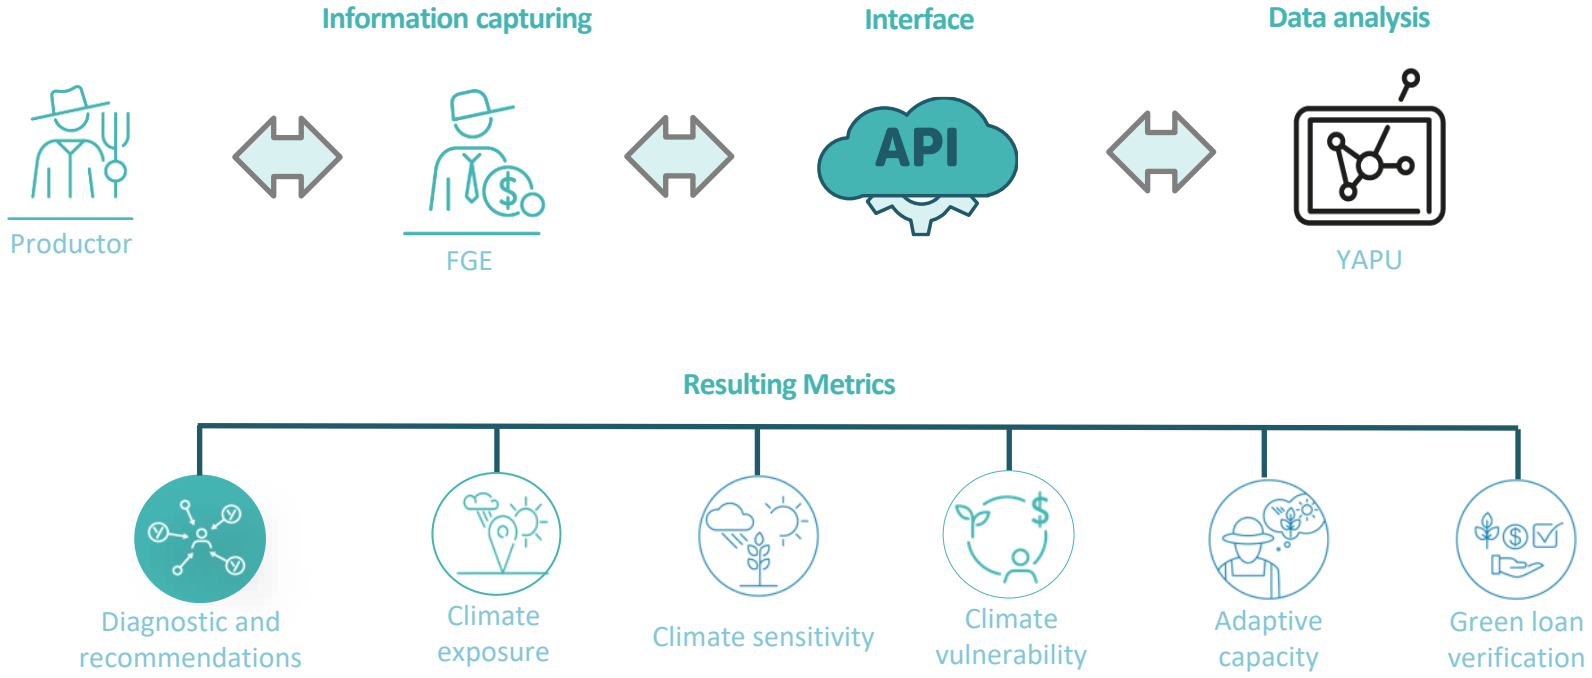 Information capturing
Interface
Data analysis
API
$
Productor
FGE
YAPU
Resulting Metrics
Y
Y
Y
$
$
Diagnostic and
recommendations
Climate
exposure
Climate sensitivity
Climate
vulnerability
Adaptive
capacity
Green loan
verification